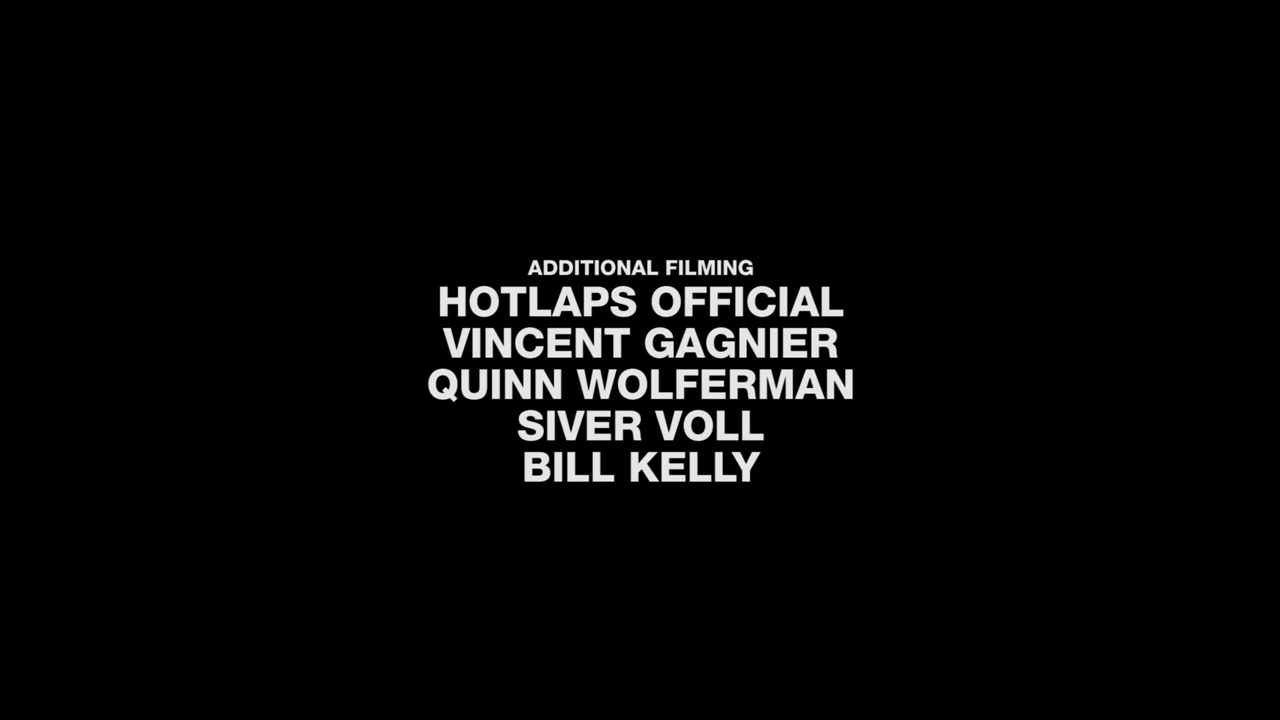 ADDITIONAL FILMING
HOTLAPS OFFICIAL
VINCENT GAGNIER
QUINN WOLFERMAN
SIVER VOLL
BILL KELLY